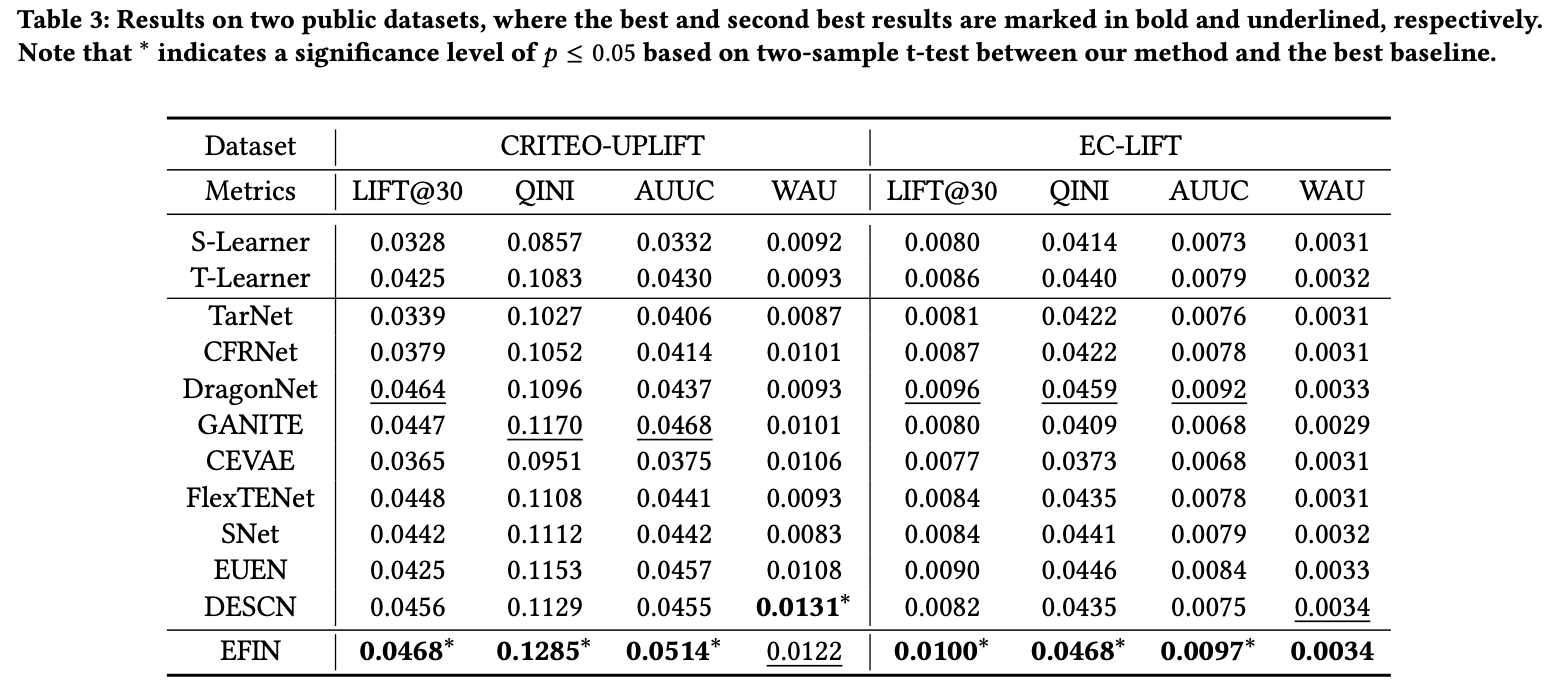 Table 3: Results on two public datasets, where the best and second best results are marked in bold and underlined, respectively.
Note that * indicates a significance level of p ≤ 0.05 based on two-sample t-test between our method and the best baseline.
Dataset CRITEO-UPLIFT EC-LIFT
Metrics LIFT@30 QINI AUUC WAU LIFT@30 QINI AUUC WAU
S-Learner 0.0328 0.0857 0.0332 0.0092 0.0080 0.0414 0.0073 0.0031
T-Learner 0.0425 0.1083 0.0430 0.0093 0.0086 0.0440 0.0079 0.0032
TarNet 0.0339 0.1027 0.0406 0.0087 0.0081 0.0422 0.0076 0.0031
CFRNet 0.0379 0.1052 0.0414 0.0101 0.0087 0.0422 0.0078 0.0031
DragonNet 0.0464 0.1096 0.0437 0.0093 0.0096 0.0459 0.0092 0.0033
GANITE 0.0447 0.1170 0.0468 0.0101 0.0080 0.0409 0.0068 0.0029
CEVAE 0.0365 0.0951 0.0375 0.0106 0.0077 0.0373 0.0068 0.0031
FlexTENet 0.0448 0.1108 0.0441 0.0093 0.0084 0.0435 0.0078 0.0031
SNet 0.0442 0.1112 0.0442 0.0083 0.0084 0.0441 0.0079 0.0032
EUEN 0.0425 0.1153 0.0457 0.0108 0.0090 0.0446 0.0084 0.0033
DESCN 0.0456 0.1129 0.0455 0.0131* 0.0082 0.0435 0.0075 0.0034
EFIN 0.0468* 0.1285* 0.0514* 0.0122 0.0100* 0.0468* 0.0097* 0.0034